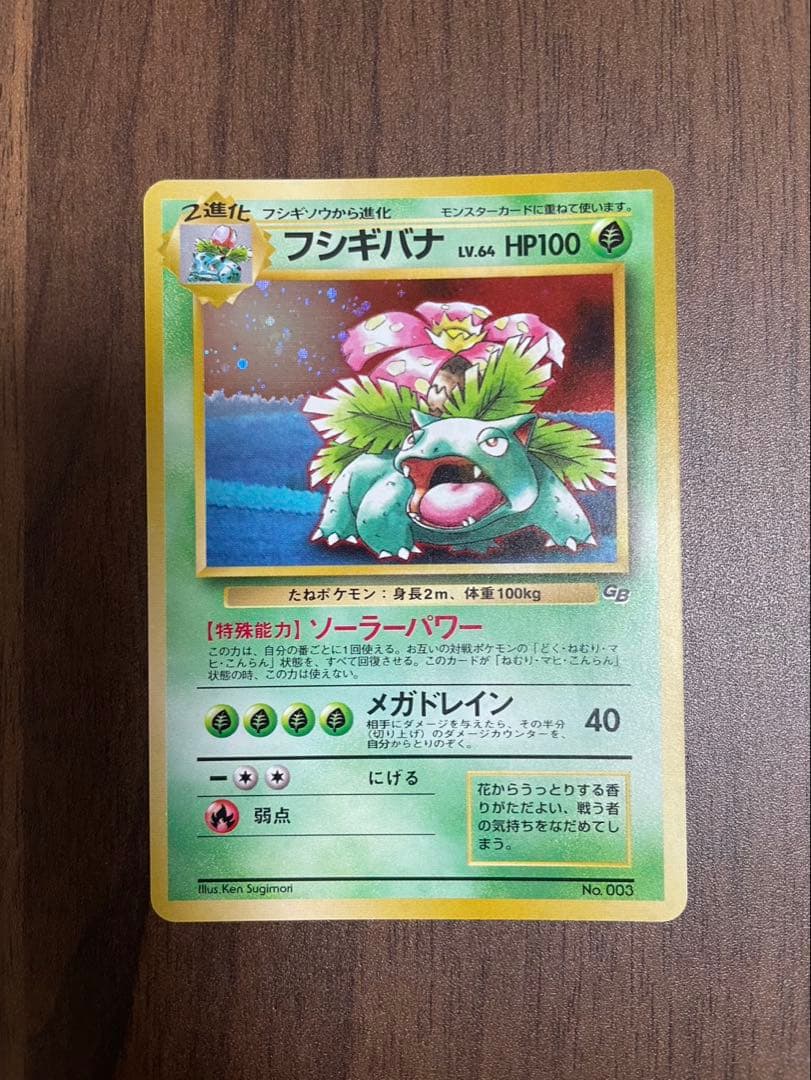 2進化 フシギソウから進化 モンスターカードに重ねて使います。
フシギバナ LV.64 HP100
たねポケモン：身長2m、体重100kg GB
【特殊能力】ソーラーパワー
この力は、自分の番ごとに1回使える。お互いの対戦ポケモンの「どく・ねむり・マ
ヒ・こんらん」状態を、すべて回復させる。このカードが「ねむり・マヒ・こんらん」
状態の時、この力は使えない。
メガドレイン 40
相手にダメージを与えたら、その半分
（切り上げ）のダメージカウンターを、
自分からとりのぞく。
ー にげる
弱点
花からうっとりする香
りがただよい、戦う者
の気持ちをなだめてし
まう。
Illus.Ken Sugimori No. 003